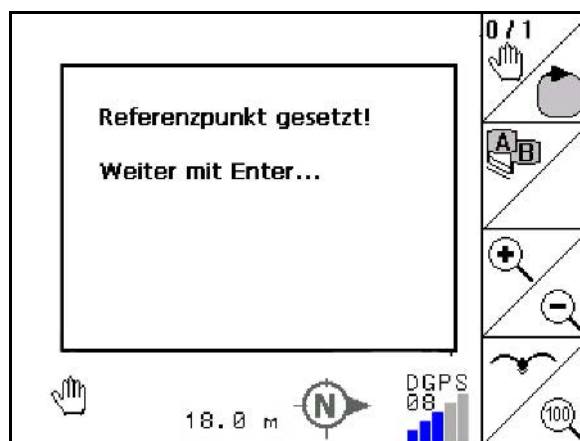 0 / 1
Referenzpunkt gesetzt!
A B
Weiter mit Enter...
DGPS
08
18.0 m
N
100